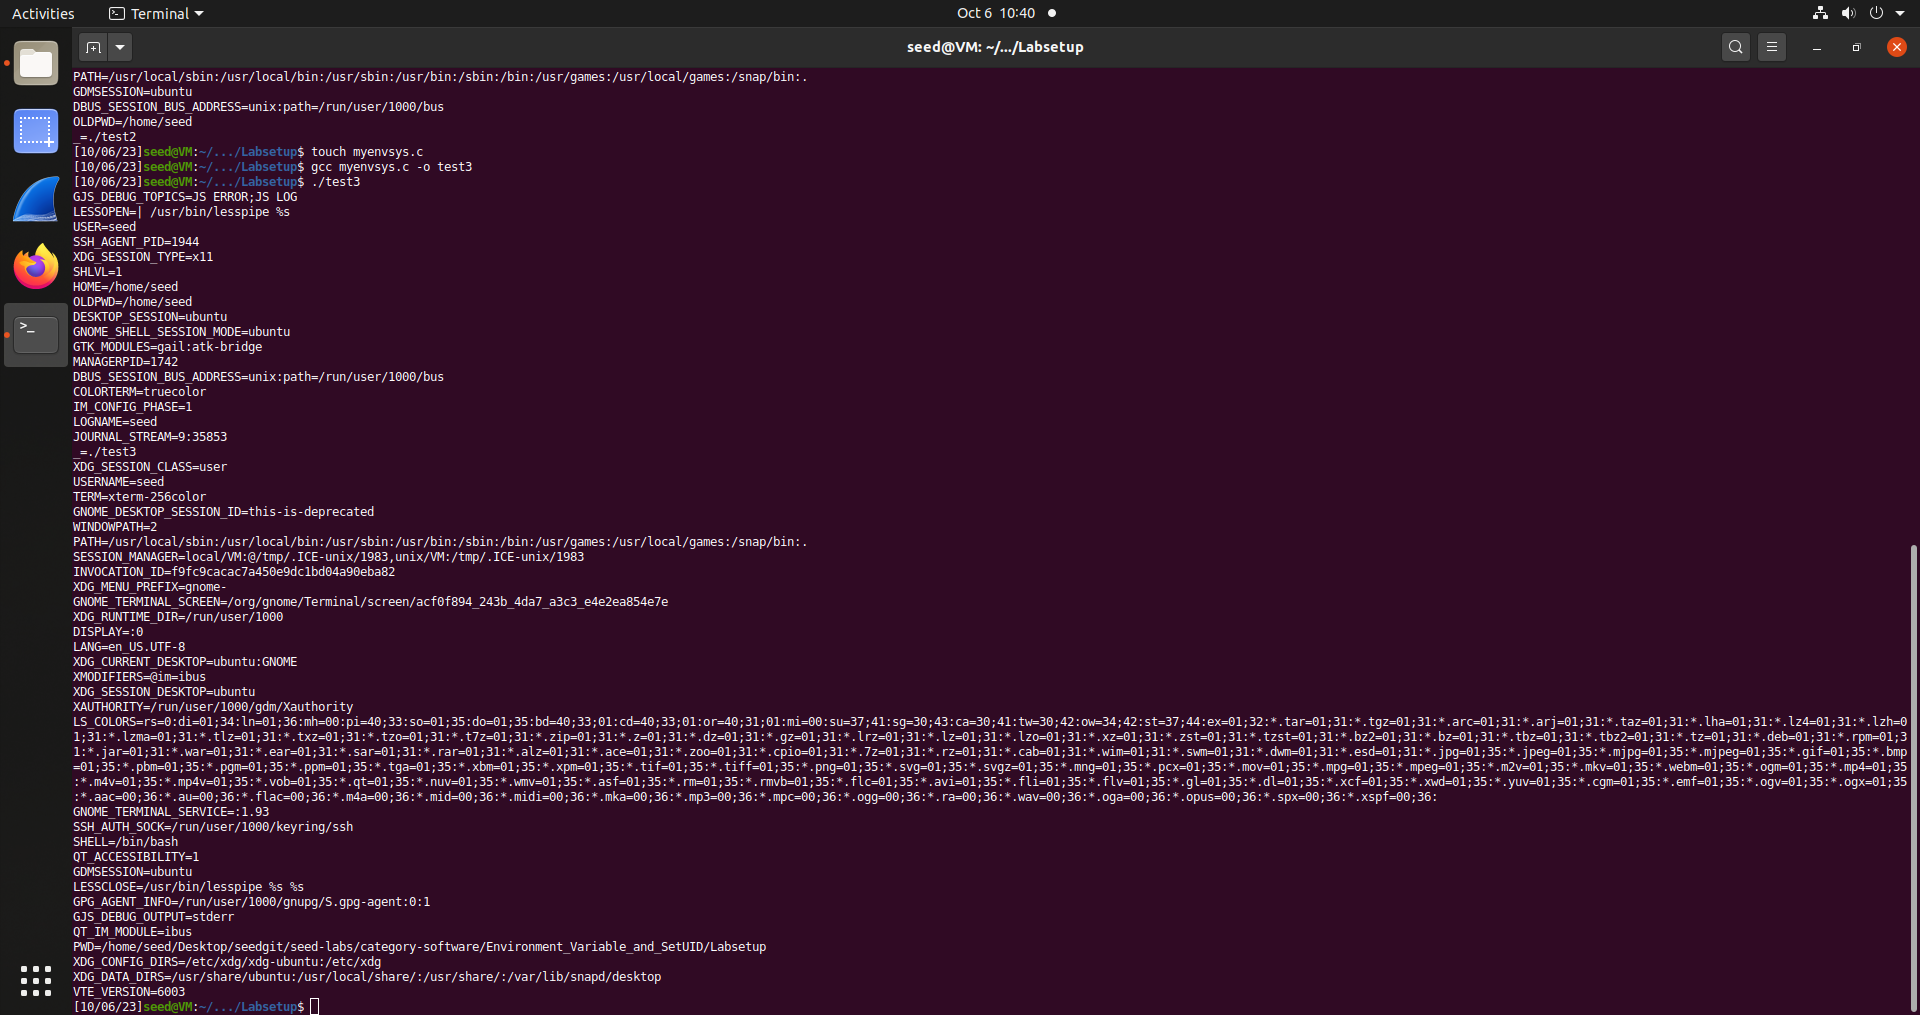 Activities
Terminal
Oct 6 10:40
seed@VM: ~/.../Labsetup
PATH=/usr/local/sbin:/usr/local/bin:/usr/sbin:/usr/bin:/sbin:/bin:/usr/games:/usr/local/games:/snap/bin:.
GDMSESSION=ubuntu
DBUS_SESSION_BUS_ADDRESS=unix:path=/run/user/1000/bus
OLDPWD=/home/seed
_=./test2
[10/06/23]seed@VM:~/.../Labsetup$ touch myenvsys.c
[10/06/23]seed@VM:~/.../Labsetup$ gcc myenvsys.c -o test3
[10/06/23]seed@VM:~/.../Labsetup$ ./test3
GJS_DEBUG_TOPICS=JS ERROR;JS LOG
LESSOPEN=| /usr/bin/lesspipe %s
USER=seed
SSH_AGENT_PID=1944
XDG_SESSION_TYPE=x11
SHLVL=1
HOME=/home/seed
OLDPWD=/home/seed
DESKTOP_SESSION=ubuntu
GNOME_SHELL_SESSION_MODE=ubuntu
GTK_MODULES=gail:atk-bridge
MANAGERPID=1742
DBUS_SESSION_BUS_ADDRESS=unix:path=/run/user/1000/bus
COLORTERM=truecolor
IM_CONFIG_PHASE=1
LOGNAME=seed
JOURNAL_STREAM=9:35853
_=./test3
XDG_SESSION_CLASS=user
USERNAME=seed
TERM=xterm-256color
GNOME_DESKTOP_SESSION_ID=this-is-deprecated
WINDOWPATH=2
PATH=/usr/local/sbin:/usr/local/bin:/usr/sbin:/usr/bin:/sbin:/bin:/usr/games:/usr/local/games:/snap/bin:.
SESSION_MANAGER=local/VM:@/tmp/.ICE-unix/1983,unix/VM:/tmp/.ICE-unix/1983
INVOCATION_ID=f9fc9cacac7a450e9dc1bd04a90eba82
XDG_MENU_PREFIX=gnome-
GNOME_TERMINAL_SCREEN=/org/gnome/Terminal/screen/acf0f894_243b_4da7_a3c3_e4e2ea854e7e
XDG_RUNTIME_DIR=/run/user/1000
DISPLAY=:0
LANG=en_US.UTF-8
XDG_CURRENT_DESKTOP=ubuntu:GNOME
XMODIFIERS=@im=ibus
XDG_SESSION_DESKTOP=ubuntu
XAUTHORITY=/run/user/1000/gdm/Xauthority
LS_COLORS=rs=0:di=01;34:ln=01;36:mh=00:pi=40;33:so=01;35:do=01;35:bd=40;33;01:cd=40;33;01:or=40;31;01:mi=00:su=37;41:sg=30;43:ca=30;41:tw=30;42:ow=34;42:st=37;44:ex=01;32:*.tar=01;31:*.tgz=01;31:*.arc=01;31:*.arj=01;31:*.taz=01;31:*.lha=01;31:*.lz4=01;31:*.lzh=0
1;31:*.lzma=01;31:*.tlz=01;31:*.txz=01;31:*.tzo=01;31:*.t7z=01;31:*.zip=01;31:*.z=01;31:*.dz=01;31:*.gz=01;31:*.lrz=01;31:*.lz=01;31:*.lzo=01;31:*.xz=01;31:*.zst=01;31:*.tzst=01;31:*.bz2=01;31:*.bz=01;31:*.tbz=01;31:*.tbz2=01;31:*.tz=01;31:*.deb=01;31:*.rpm=01;3
1:*.jar=01;31:*.war=01;31:*.ear=01;31:*.sar=01;31:*.rar=01;31:*.alz=01;31:*.ace=01;31:*.zoo=01;31:*.cpio=01;31:*.7z=01;31:*.rz=01;31:*.cab=01;31:*.wim=01;31:*.swm=01;31:*.dwm=01;31:*.esd=01;31:*.jpg=01;35:*.jpeg=01;35:*.mjpg=01;35:*.mjpeg=01;35:*.gif=01;35:*.bmp
=01;35:*.pbm=01;35:*.pgm=01;35:*.ppm=01;35:*.tga=01;35:*.xbm=01;35:*.xpm=01;35:*.tif=01;35:*.tiff=01;35:*.png=01;35:*.svg=01;35:*.svgz=01;35:*.mng=01;35:*.pcx=01;35:*.mov=01;35:*.mpg=01;35:*.mpeg=01;35:*.m2v=01;35:*.mkv=01;35:*.webm=01;35:*.ogm=01;35:*.mp4=01;35
:*.m4v=01;35:*.mp4v=01;35:*.vob=01;35:*.qt=01;35:*.nuv=01;35:*.wmv=01;35:*.asf=01;35:*.rm=01;35:*.rmvb=01;35:*.flc=01;35:*.avi=01;35:*.fli=01;35:*.flv=01;35:*.gl=01;35:*.dl=01;35:*.xcf=01;35:*.xwd=01;35:*.yuv=01;35:*.cgm=01;35:*.emf=01;35:*.ogv=01;35:*.ogx=01;35
:*.aac=00;36:*.au=00;36:*.flac=00;36:*.m4a=00;36:*.mid=00;36:*.midi=00;36:*.mka=00;36:*.mp3=00;36:*.mpc=00;36:*.ogg=00;36:*.ra=00;36:*.wav=00;36:*.oga=00;36:*.opus=00;36:*.spx=00;36:*.xspf=00;36:
GNOME_TERMINAL_SERVICE=:1.93
SSH_AUTH_SOCK=/run/user/1000/keyring/ssh
SHELL=/bin/bash
QT_ACCESSIBILITY=1
GDMSESSION=ubuntu
LESSCLOSE=/usr/bin/lesspipe %s %s
GPG_AGENT_INFO=/run/user/1000/gnupg/S.gpg-agent:0:1
GJS_DEBUG_OUTPUT=stderr
QT_IM_MODULE=ibus
PWD=/home/seed/Desktop/seedgit/seed-labs/category-software/Environment_Variable_and_SetUID/Labsetup
XDG_CONFIG_DIRS=/etc/xdg/xdg-ubuntu:/etc/xdg
XDG_DATA_DIRS=/usr/share/ubuntu:/usr/local/share/:/usr/share/:/var/lib/snapd/desktop
VTE_VERSION=6003
[10/06/23]seed@VM:~/.../Labsetup$